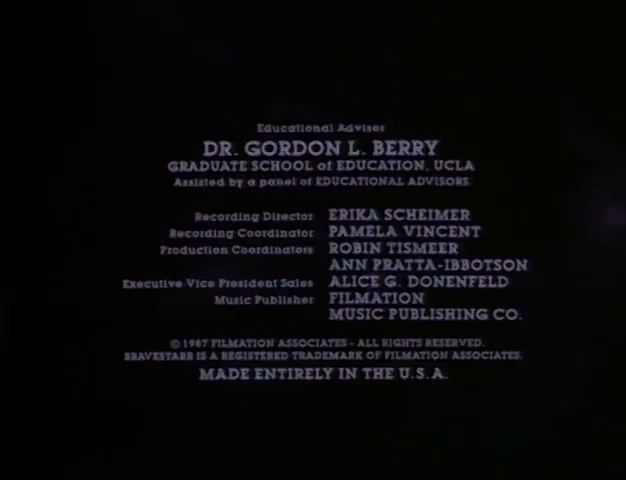 Educational Advisor
DR. GORDON L. BERRY
GRADUATE SCHOOL of EDUCATION, UCLA
Assisted by a panel of EDUCATIONAL ADVISORS
Recording Director ERIKA SCHEIMER
Recording Coordinator PAMELA VINCENT
Production Coordinators ROBIN TISMEER
ANN PRATTA-IBBOTSON
Executive Vice President Sales ALICE G. DONENFELD
Music Publisher FILMATION
MUSIC PUBLISHING CO.
© 1987 FILMATION ASSOCIATES - ALL RIGHTS RESERVED.
BRAVESTARR IS A REGISTERED TRADEMARK OF FILMATION ASSOCIATES.
MADE ENTIRELY IN THE U.S.A.